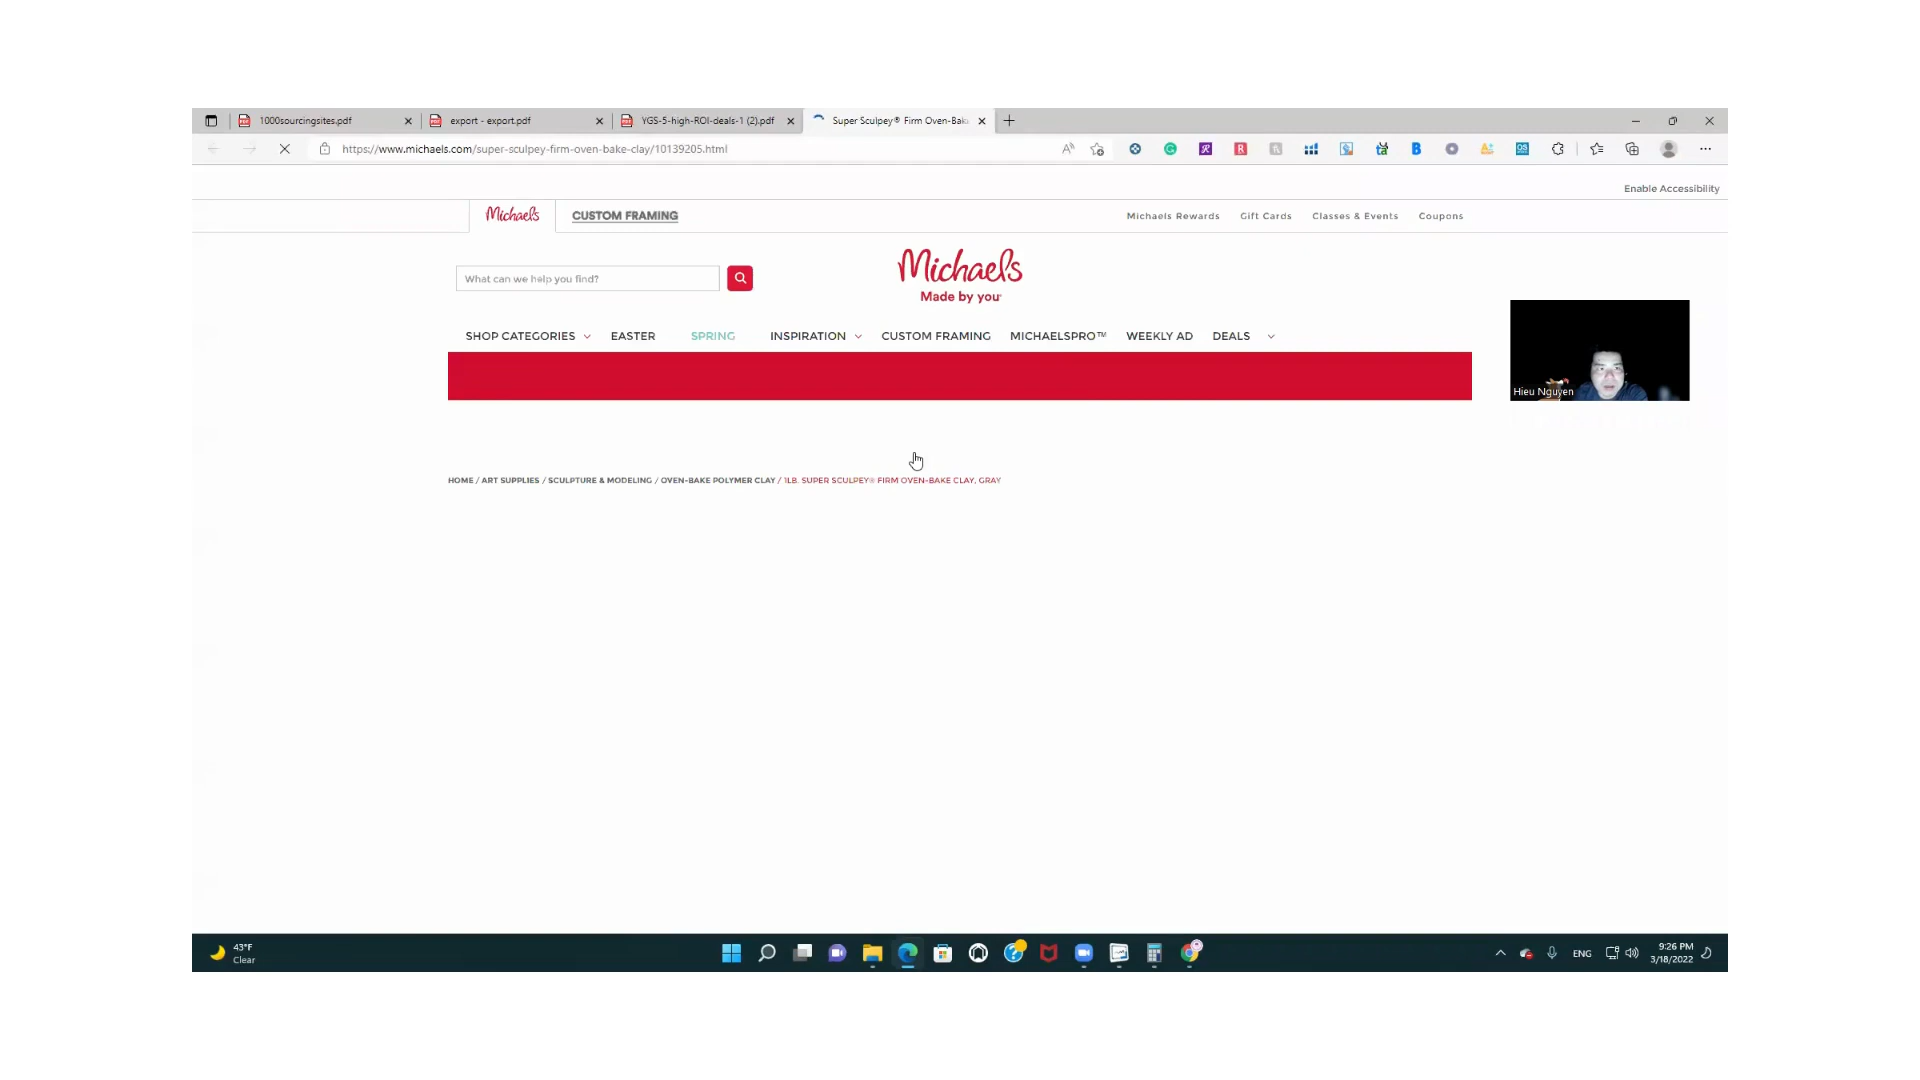 1000sourcingsites.pdf
export - export.pdf
YGS-5-high-ROI-deals-1 (2).pdf
Super Sculpey® Firm Oven-Bak
https://www.michaels.com/super-sculpey-firm-oven-bake-clay/10139205.html
Enable Accessibility
Michaels
CUSTOM FRAMING
Michaels Rewards
Gift Cards
Classes & Events
Coupons
What can we help you find?
Michaels
Made by you
SHOP CATEGORIES
EASTER
SPRING
INSPIRATION
CUSTOM FRAMING
MICHAELSPRO™
WEEKLY AD
DEALS
Hieu Nguyen
HOME / ART SUPPLIES / SCULPTURE & MODELING / OVEN-BAKE POLYMER CLAY / 1LB. SUPER SCULPEY® FIRM OVEN-BAKE CLAY, GRAY
43°F
Clear
ENG
9:26 PM
3/18/2022